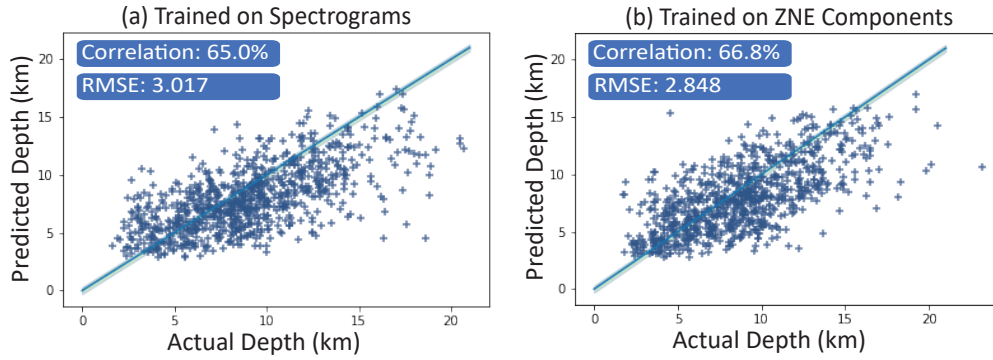 (a) Trained on Spectrograms
Correlation: 65.0%
RMSE: 3.017
Predicted Depth (km)
20
15
10
5
0
0 5 10 15 20
Actual Depth (km)
(b) Trained on ZNE Components
Correlation: 66.8%
RMSE: 2.848
Predicted Depth (km)
20
15
10
5
0
0 5 10 15 20
Actual Depth (km)